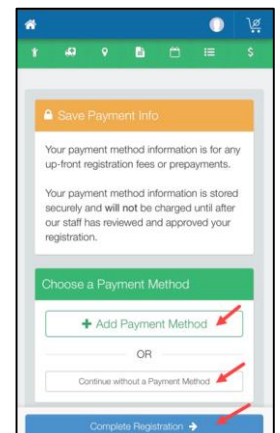 Save Payment Info
Your payment method information is for any
up-front registration fees or prepayments.
Your payment method information is stored
securely and will not be charged until after
our staff has reviewed and approved your
registration.
Choose a Payment Method
+ Add Payment Method
OR
Continue without a Payment Method
Complete Registration →